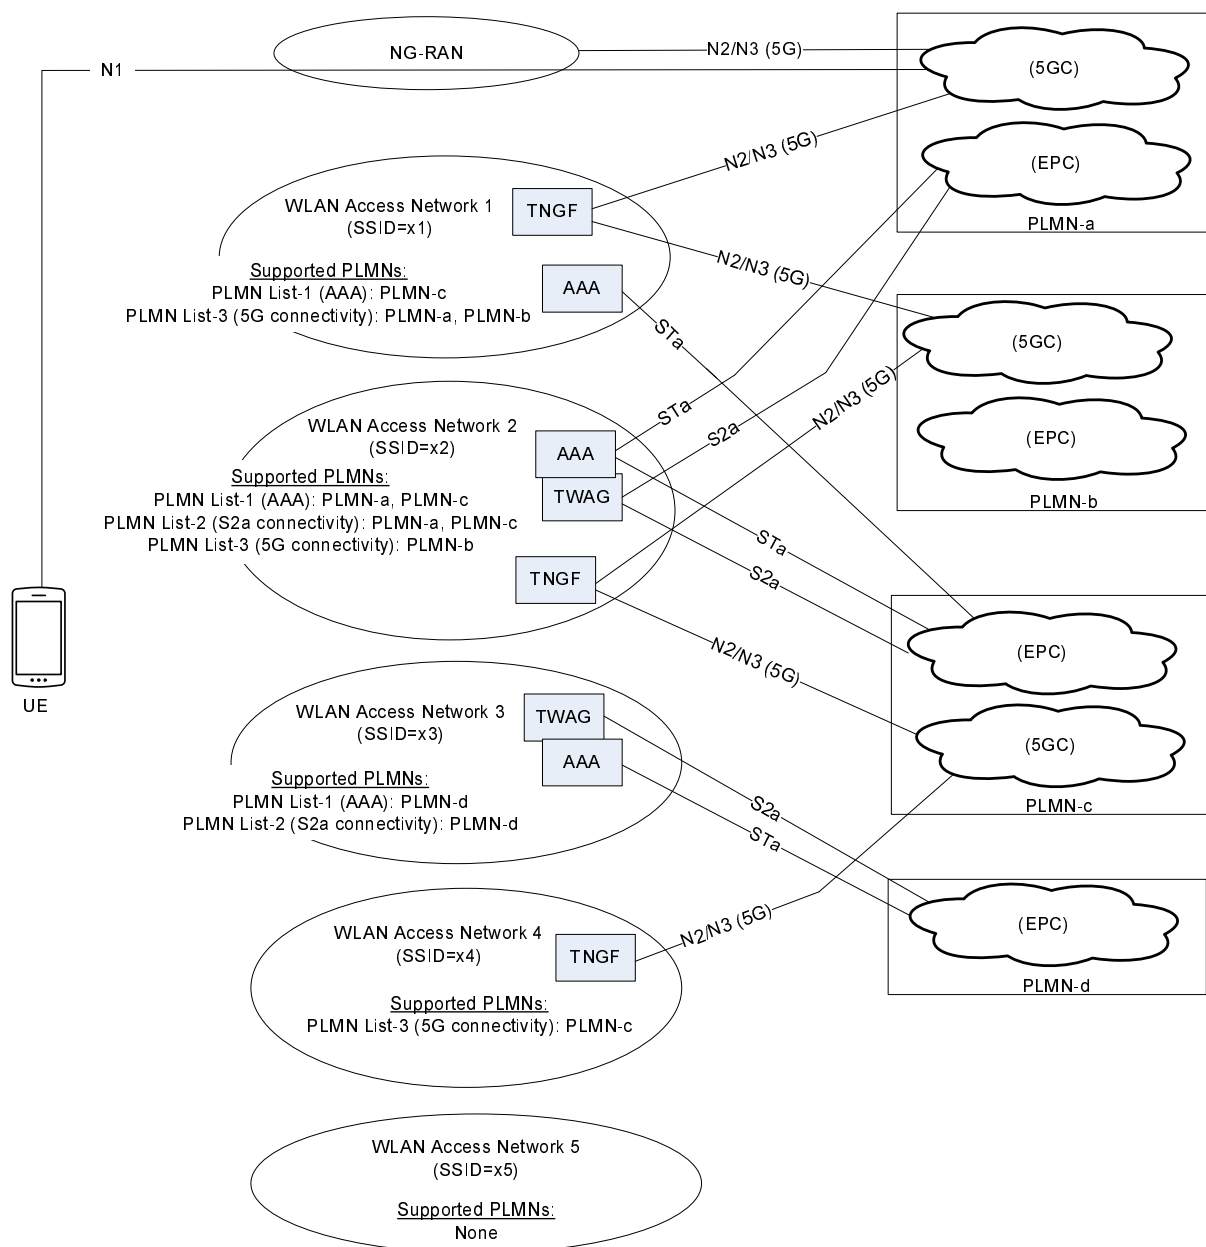 NG-RAN
N2/N3 (5G)
N1
(5GC)
(EPC)
PLMN-a
N2/N3 (5G)
WLAN Access Network 1
(SSID=x1)
TNGF
Supported PLMNs:
PLMN List-1 (AAA): PLMN-c
PLMN List-3 (5G connectivity): PLMN-a, PLMN-b
AAA
N2/N3 (5G)
STa
(5GC)
(EPC)
PLMN-b
STa
S2a
N2/N3 (5G)
WLAN Access Network 2
(SSID=x2)
AAA
TWAG
Supported PLMNs:
PLMN List-1 (AAA): PLMN-a, PLMN-c
PLMN List-2 (S2a connectivity): PLMN-a, PLMN-c
PLMN List-3 (5G connectivity): PLMN-b
TNGF
STa
S2a
N2/N3 (5G)
UE
(EPC)
(5GC)
PLMN-c
WLAN Access Network 3
(SSID=x3)
TWAG
AAA
Supported PLMNs:
PLMN List-1 (AAA): PLMN-d
PLMN List-2 (S2a connectivity): PLMN-d
S2a
STa
(EPC)
PLMN-d
WLAN Access Network 4
(SSID=x4)
TNGF
N2/N3 (5G)
Supported PLMNs:
PLMN List-3 (5G connectivity): PLMN-c
WLAN Access Network 5
(SSID=x5)
Supported PLMNs:
None